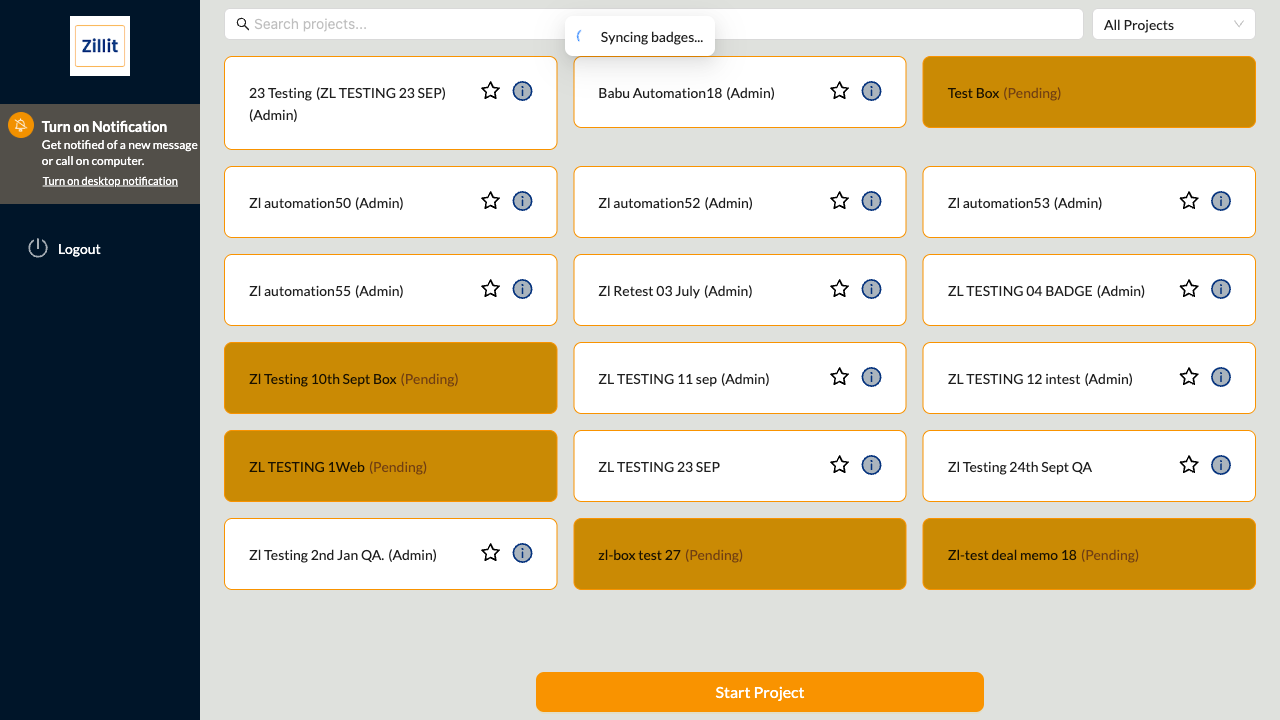 Zillit
Turn on Notification
Get notified of a new message
or call on computer.
Turn on desktop notification
Logout
Search projects...
Syncing badges...
All Projects
23 Testing (ZL TESTING 23 SEP)
(Admin)
Babu Automation18 (Admin)
Test Box (Pending)
Zl automation50 (Admin)
Zl automation52 (Admin)
Zl automation53 (Admin)
Zl automation55 (Admin)
Zl Retest 03 July (Admin)
ZL TESTING 04 BADGE (Admin)
Zl Testing 10th Sept Box (Pending)
ZL TESTING 11 sep (Admin)
ZL TESTING 12 intest (Admin)
ZL TESTING 1Web (Pending)
ZL TESTING 23 SEP
Zl Testing 24th Sept QA
Zl Testing 2nd Jan QA. (Admin)
zl-box test 27 (Pending)
Zl-test deal memo 18 (Pending)
Start Project